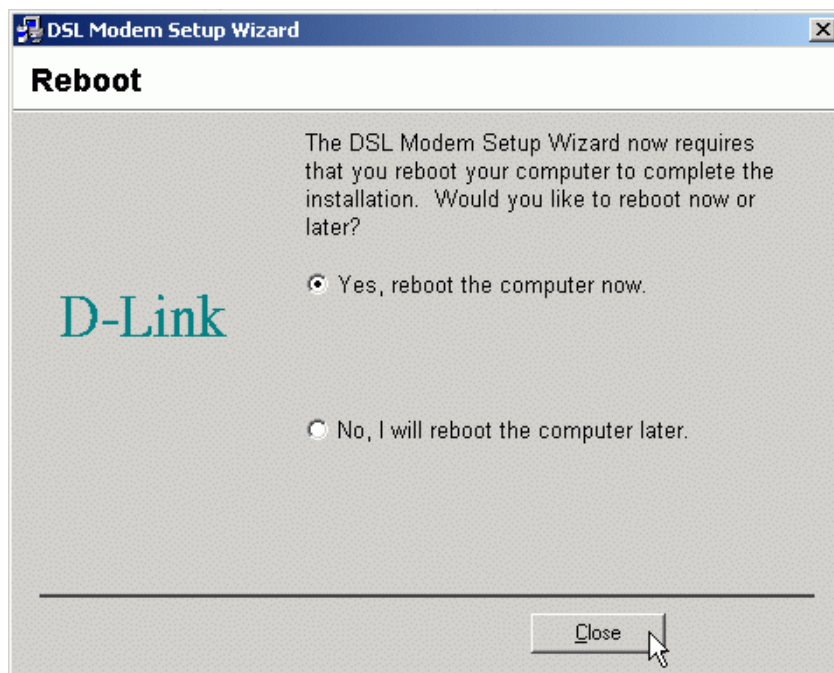 DSL Modem Setup Wizard
Reboot
The DSL Modem Setup Wizard now requires
that you reboot your computer to complete the
installation.  Would you like to reboot now or
later?
Yes, reboot the computer now.
D-Link
No, I will reboot the computer later.
Close